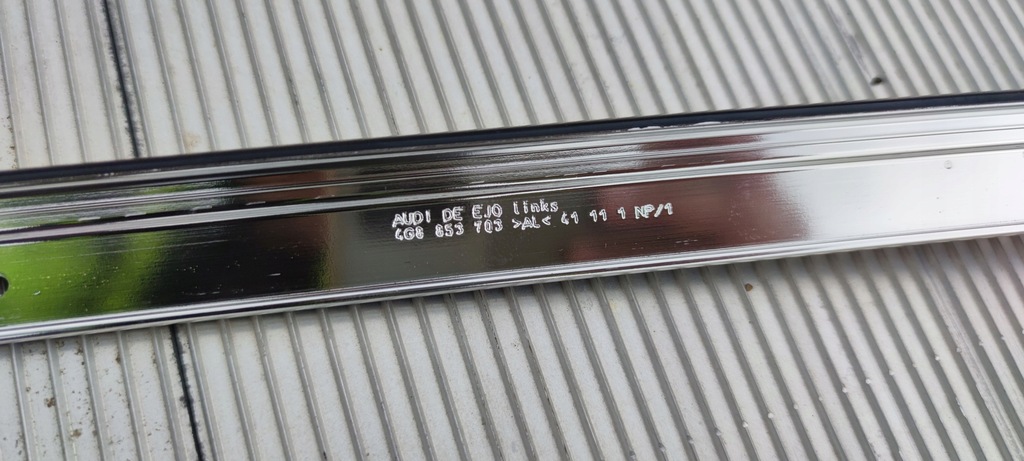 AUDI DE EJO links
4G8 853 703 >AL< 41 11 1 NP/1